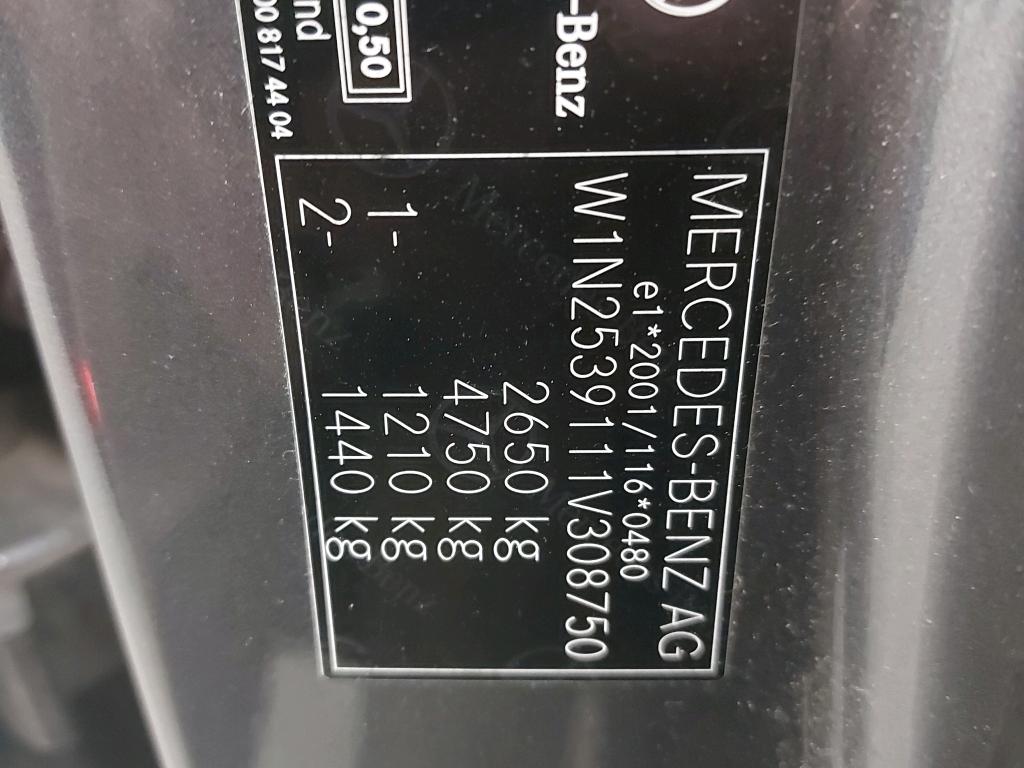 -Benz
0,50
nd
00 817 44 04
MERCEDES-BENZ AG
e1*2001/116*0480
W1N2539111V308750
2650 kg
4750 kg
1- 1210 kg
2- 1440 kg